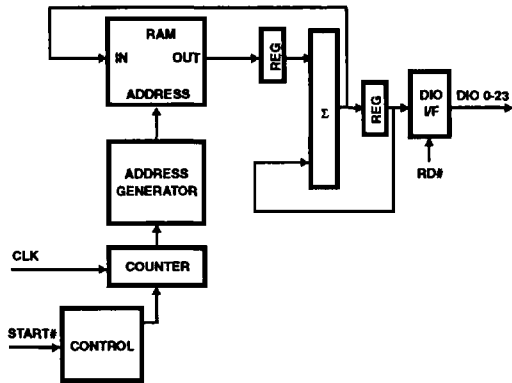 RAM
IN OUT
ADDRESS
REG
Σ
REG
DIO
I/F
DIO 0-23
RD#
ADDRESS
GENERATOR
CLK
COUNTER
START#
CONTROL